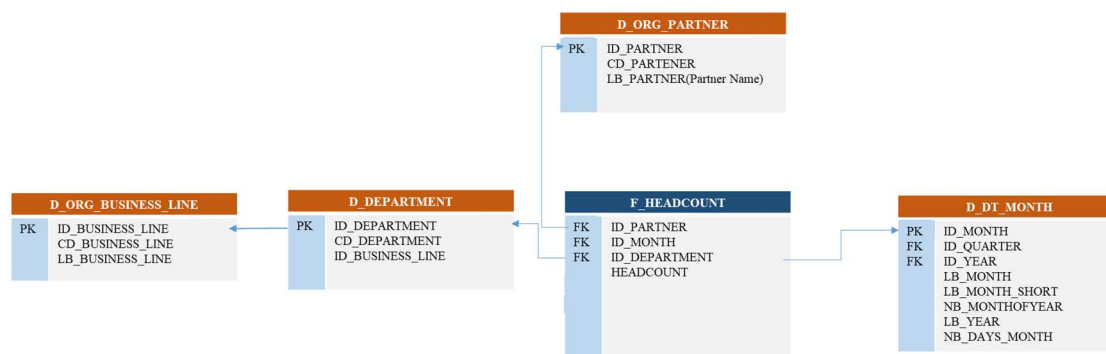 D_ORG_PARTNER
PK ID_PARTNER
CD_PARTENER
LB_PARTNER(Partner Name)
D_ORG_BUSINESS_LINE
PK ID_BUSINESS_LINE
CD_BUSINESS_LINE
LB_BUSINESS_LINE
D_DEPARTMENT
PK ID_DEPARTMENT
CD_DEPARTMENT
ID_BUSINESS_LINE
F_HEADCOUNT
FK ID_PARTNER
FK ID_MONTH
FK ID_DEPARTMENT
HEADCOUNT
D_DT_MONTH
PK ID_MONTH
FK ID_QUARTER
FK ID_YEAR
LB_MONTH
LB_MONTH_SHORT
NB_MONTHOFYEAR
LB_YEAR
NB_DAYS_MONTH